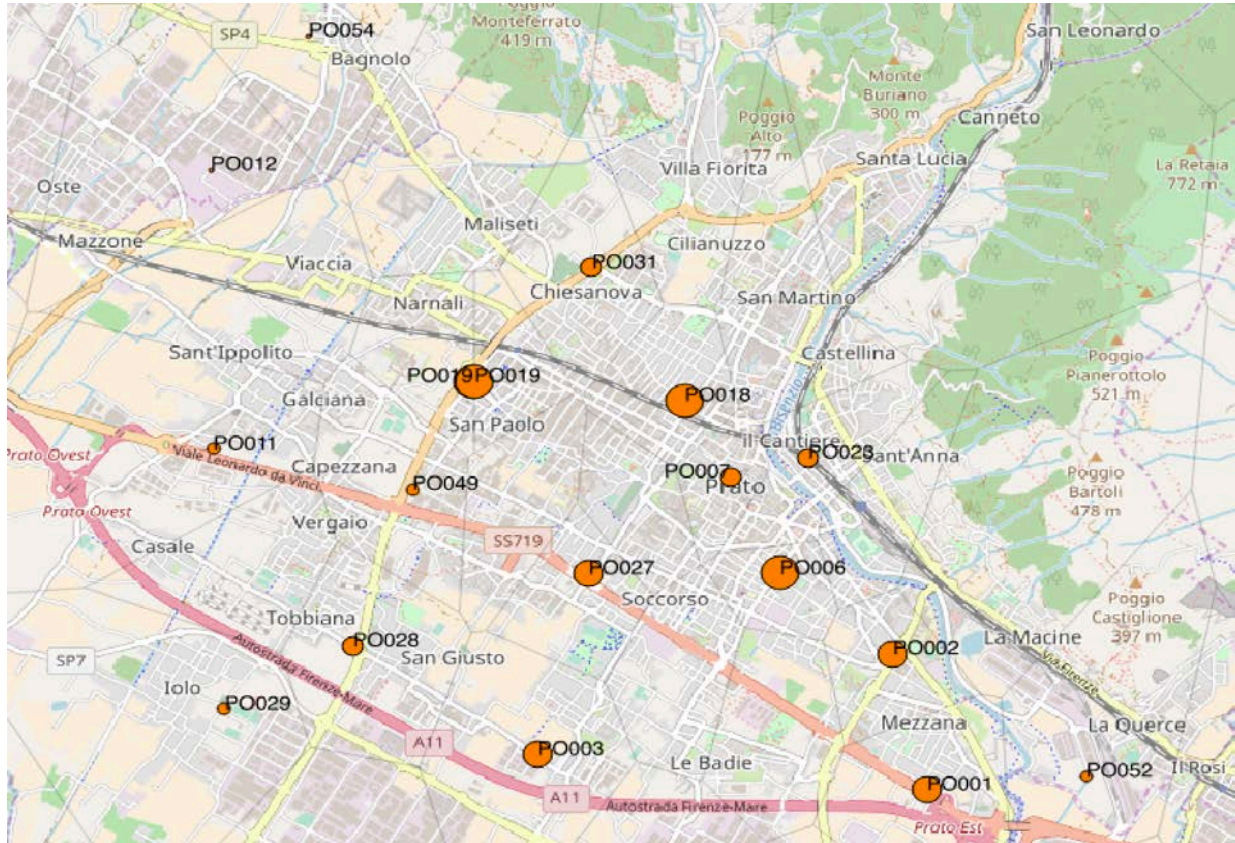 Poggio
Monteferrato
419 m
SP4
PO054
Bagnolo
San Leonardo
Monte
Buriano
300 m
Canneto
Poggio
Alto
177 m
Villa Fiorita
Santa Lucia
La Retaia
772 m
PO012
Oste
Maliseti
Mazzone
Cilianuzzo
Viaccia
PO031
Chiesanova
Narnali
San Martino
Sant'Ippolito
Castellina
Poggio
Pianerottolo
521 m
PO019PO019
Galciana
PO018
Bisenzio
San Paolo
Il Cantiere
PO011
Prato Ovest
Viale Leonardo da Vinci
Capezzana
PO023
Sant'Anna
PO007
Prato
Poggio
Bartoli
478 m
PO049
Prato Ovest
Vergaio
Casale
SS719
PO027
PO006
Soccorso
Poggio
Castiglione
397 m
Tobbiana
PO028
San Giusto
PO002
La Macine
Via Firenze
SP7
Autostrada Firenze-Mare
Iolo
PO029
Mezzana
La Querce
A11
PO003
Le Badie
PO052
Il Rosi
PO001
A11
Autostrada Firenze-Mare
Prato Est